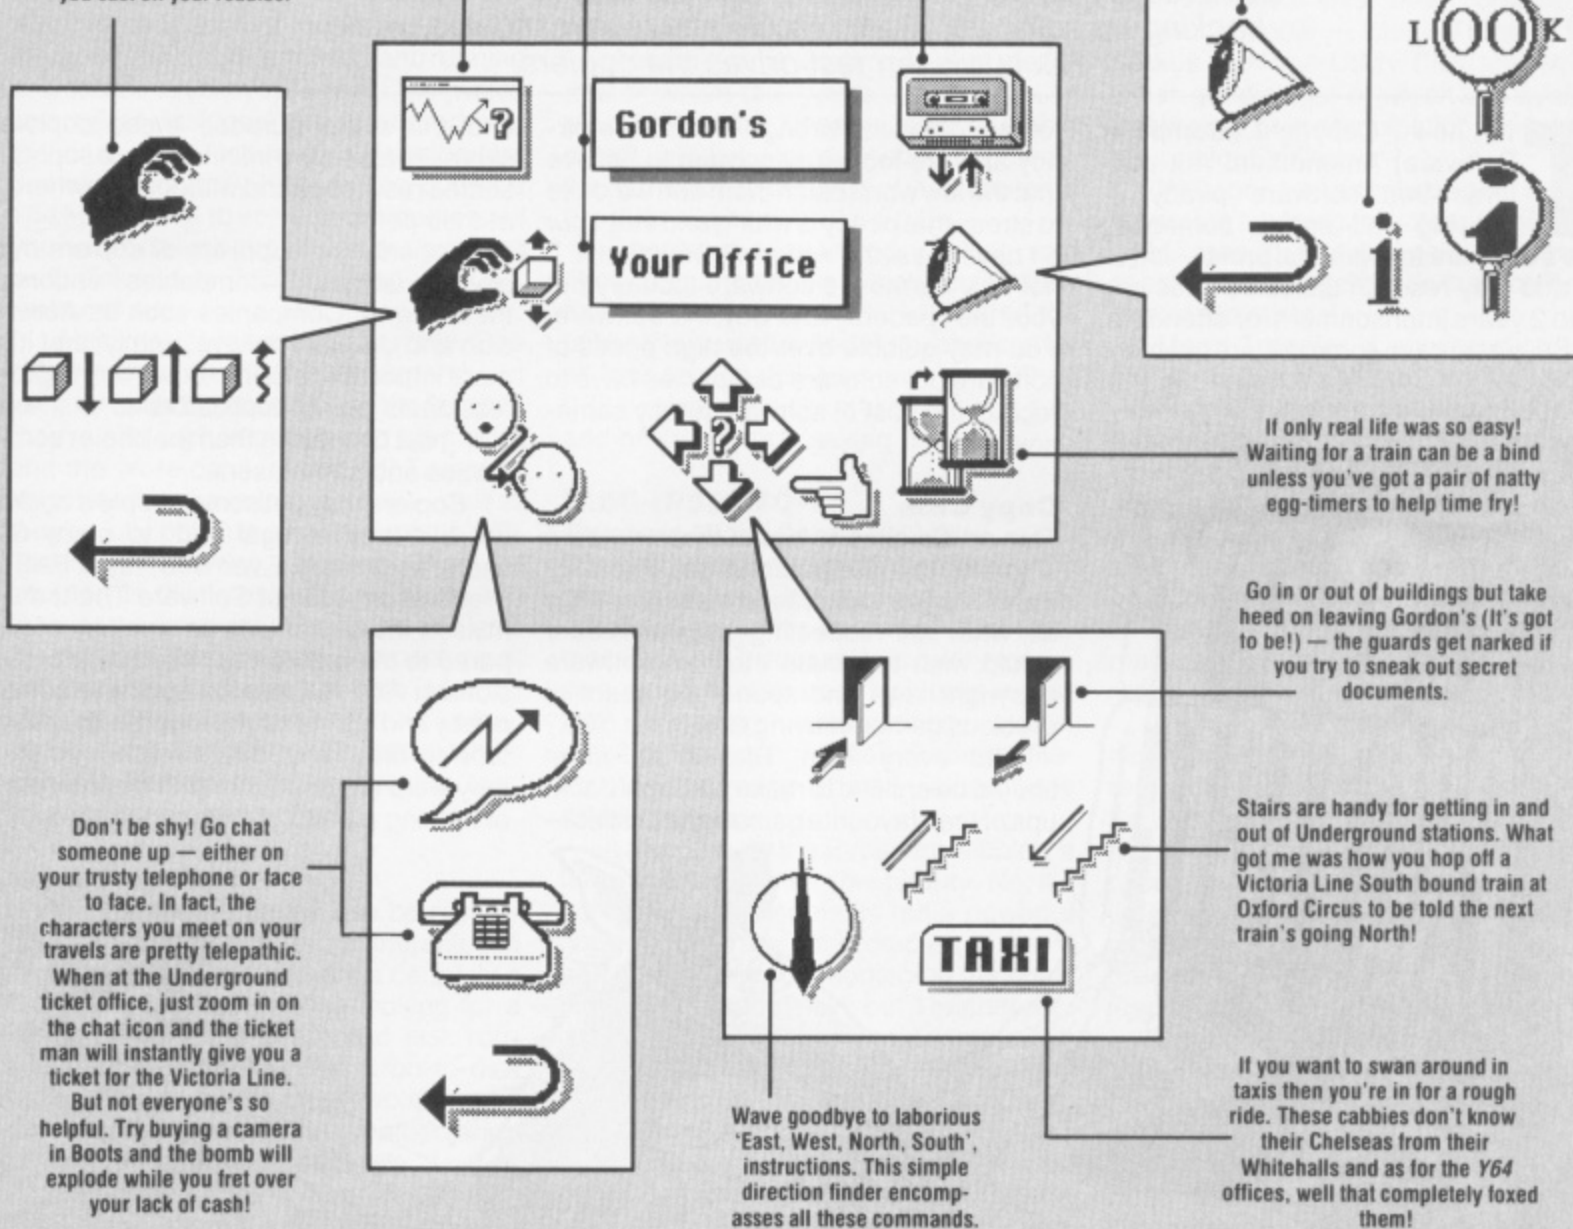 LOOK
Gordon's
Your Office
?
i
?
If only real life was so easy!
Waiting for a train can be a bind
unless you've got a pair of natty
egg-timers to help time fry!
Go in or out of buildings but take
heed on leaving Gordon's (It's got
to be!) — the guards get narked if
you try to sneak out secret
documents.
Don't be shy! Go chat
someone up — either on
your trusty telephone or face
to face. In fact, the
characters you meet on your
travels are pretty telepathic.
When at the Underground
ticket office, just zoom in on
the chat icon and the ticket
man will instantly give you a
ticket for the Victoria Line.
But not everyone's so
helpful. Try buying a camera
in Boots and the bomb will
explode while you fret over
your lack of cash!
Stairs are handy for getting in and
out of Underground stations. What
got me was how you hop off a
Victoria Line South bound train at
Oxford Circus to be told the next
train's going North!
TAXI
Wave goodbye to laborious
'East, West, North, South',
instructions. This simple
direction finder encomp-
asses all these commands.
If you want to swan around in
taxis then you're in for a rough
ride. These cabbies don't know
their Chelseas from their
Whitehalls and as for the Y64
offices, well that completely foxed
them!